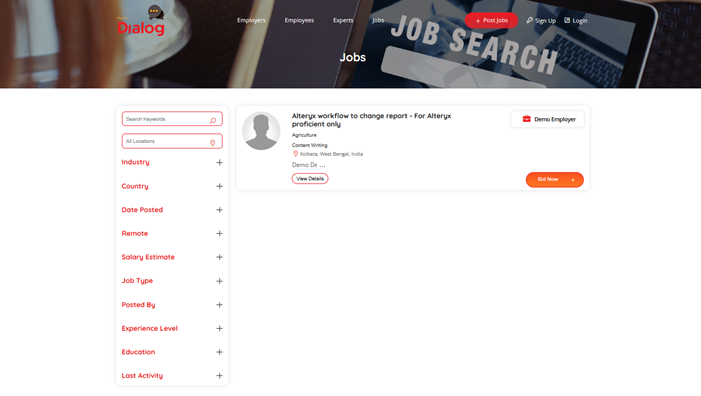 Dialog
Employers
Employees
Experts
Jobs
+ Post Jobs
Sign Up
Login
JOB SEARCH
Jobs
Search Keywords
All Locations
Industry
Country
Date Posted
Remote
Salary Estimate
Job Type
Posted By
Experience Level
Education
Last Activity
Alteryx workflow to change report - For Alteryx
proficient only
Agriculture
Content Writing
Kolkata, West Bengal, India
Demo De ...
View Details
Demo Employer
Bid Now